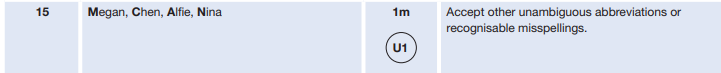 15 Megan, Chen, Alfie, Nina 1m Accept other unambiguous abbreviations or
recognisable misspellings.
U1